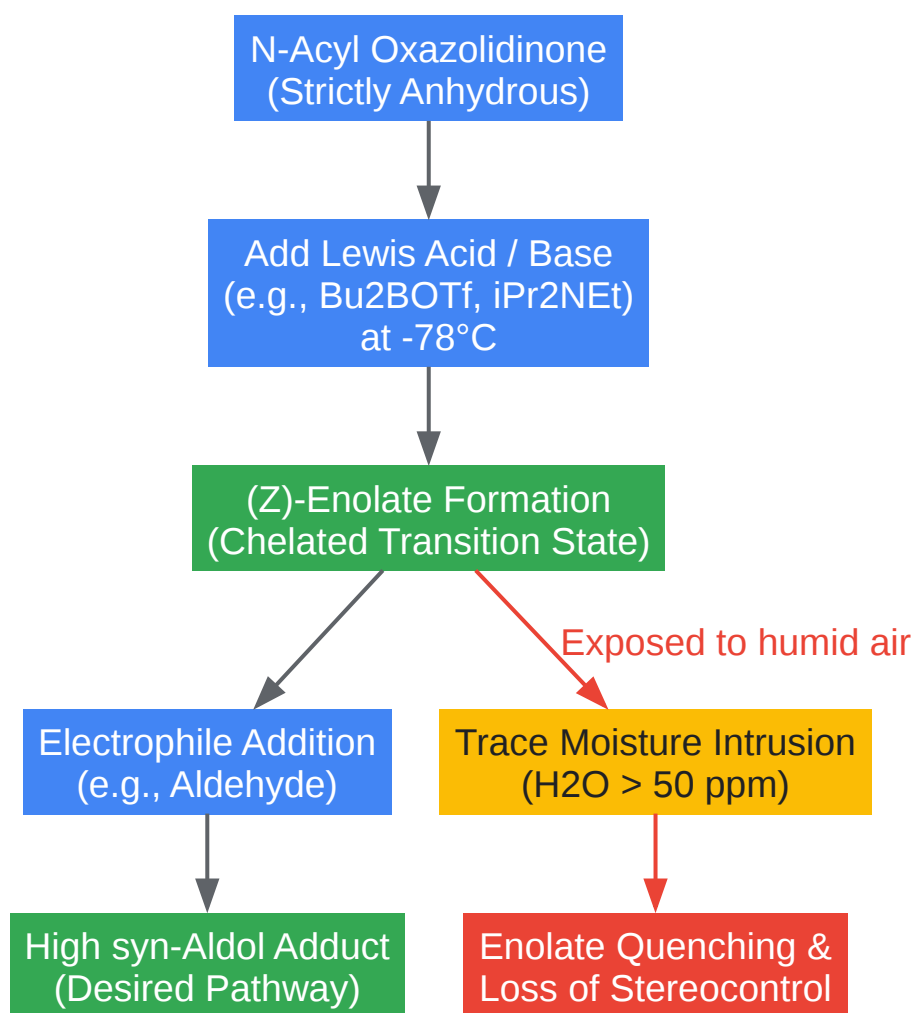 N-Acyl Oxazolidinone
(Strictly Anhydrous)
Add Lewis Acid / Base
(e.g., Bu2BOTf, iPr2NEt)
at -78°C
(Z)-Enolate Formation
(Chelated Transition State)
Exposed to humid air
Electrophile Addition
(e.g., Aldehyde)
Trace Moisture Intrusion
(H2O > 50 ppm)
High syn-Aldol Adduct
(Desired Pathway)
Enolate Quenching &
Loss of Stereocontrol